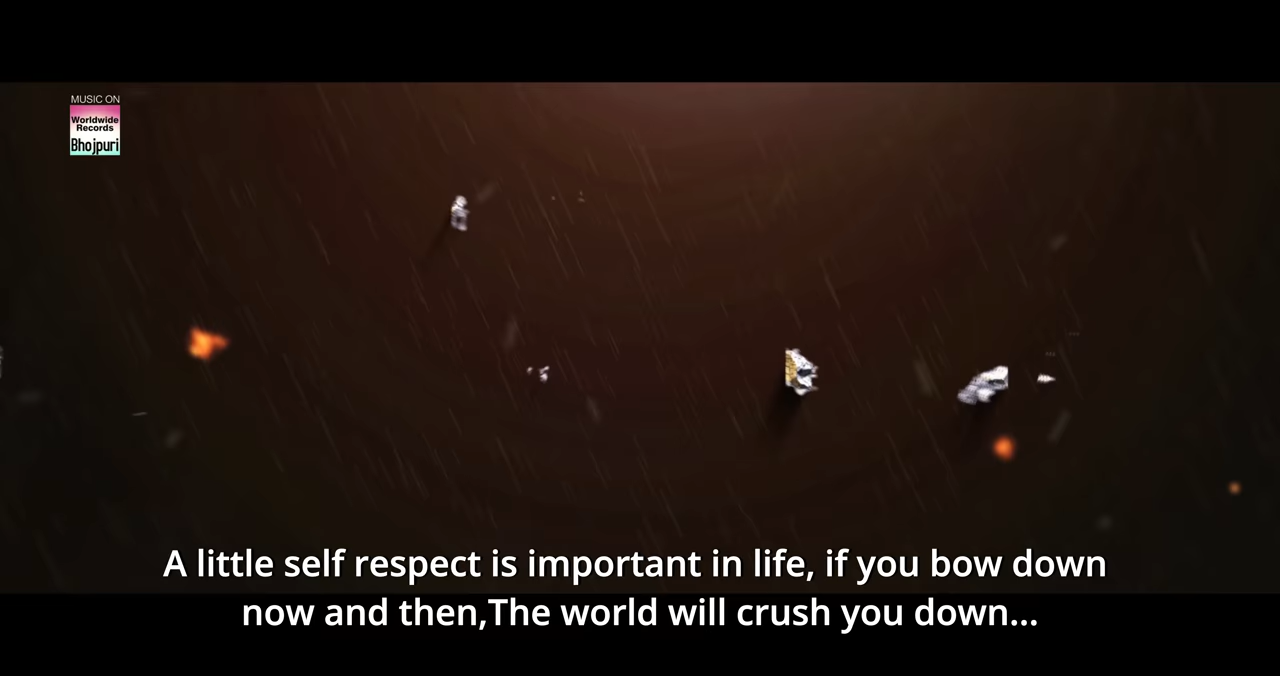 MUSIC ON
Worldwide
Records
Bhojpuri
A little self respect is important in life, if you bow down
now and then,The world will crush you down...